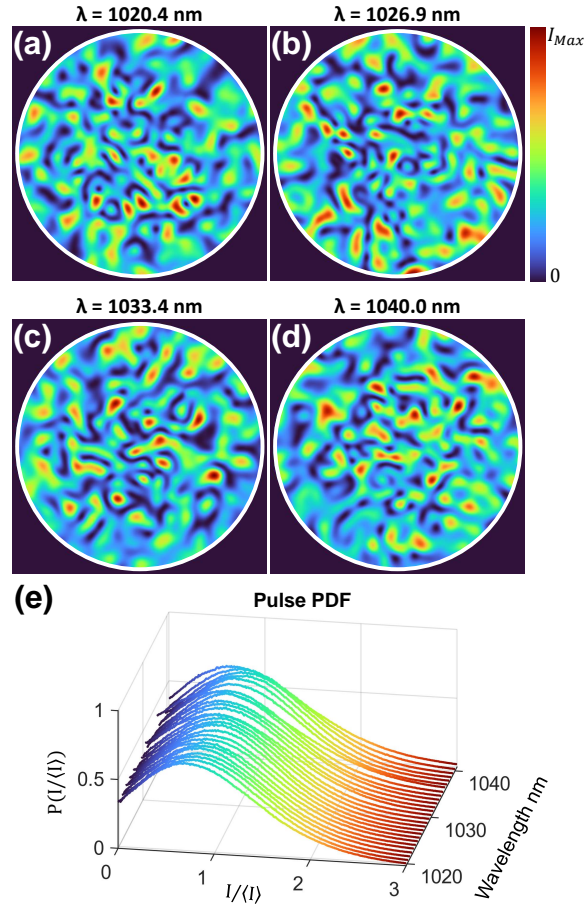 λ = 1020.4 nm
λ = 1026.9 nm
(a)
(b)
I_Max
0
λ = 1033.4 nm
λ = 1040.0 nm
(c)
(d)
(e)
Pulse PDF
P(I/⟨I⟩)
1
0.5
0
0
1
2
3
I/⟨I⟩
1040
1030
1020
Wavelength nm